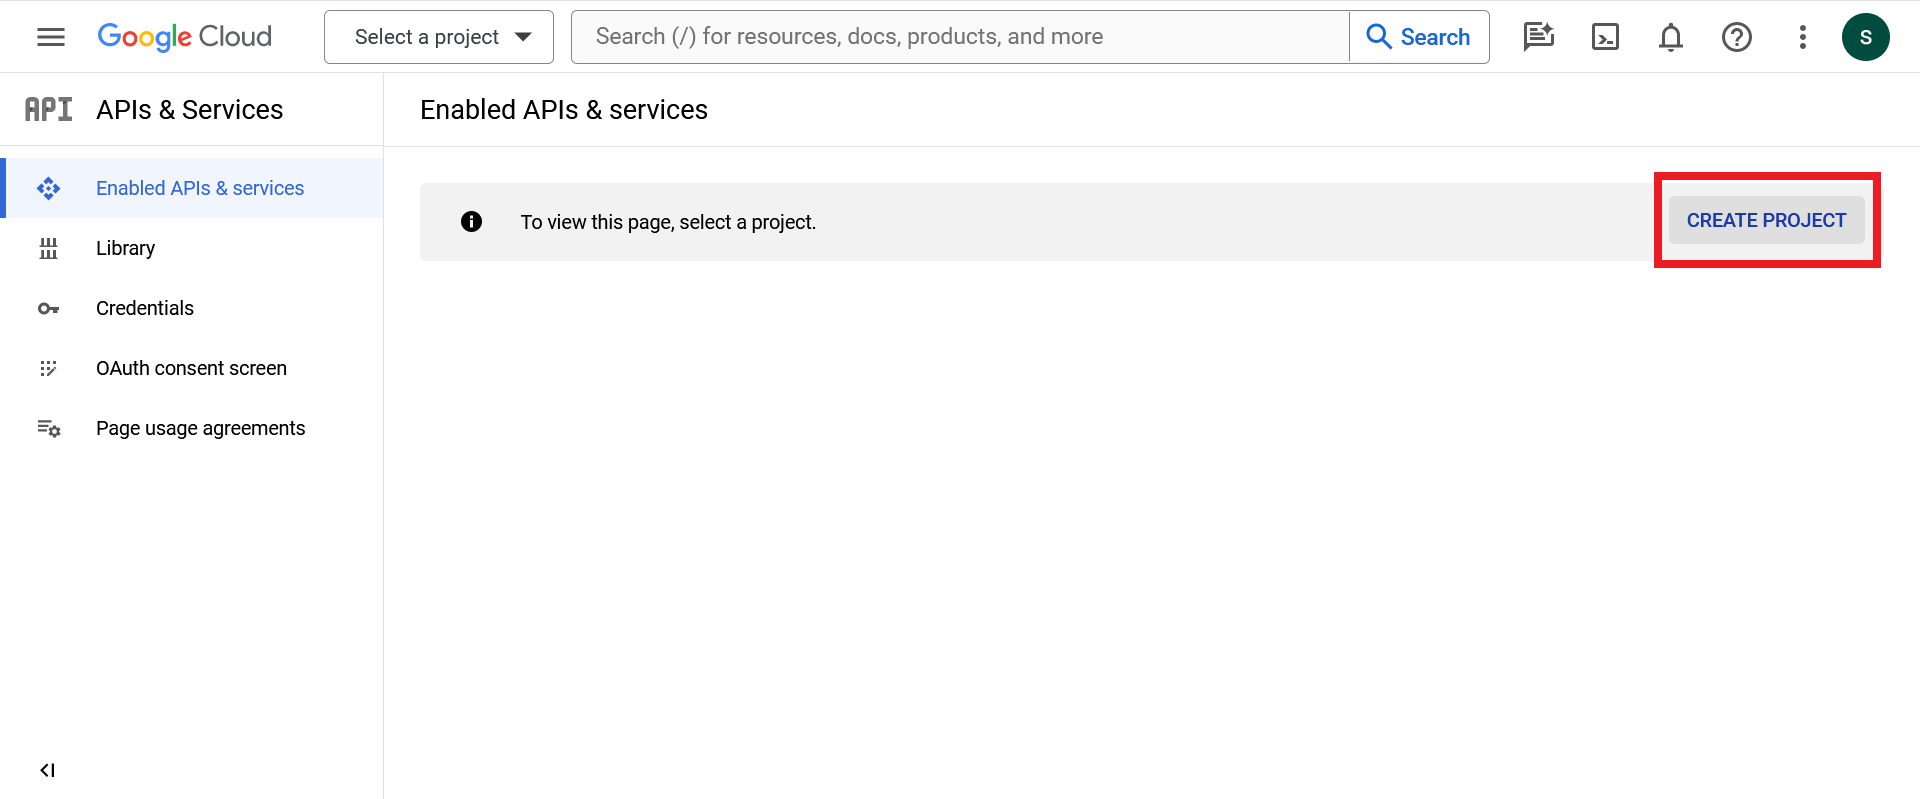 Google Cloud
Select a project
Search (/) for resources, docs, products, and more
Search
S
API
APIs & Services
Enabled APIs & services
Enabled APIs & services
Library
Credentials
OAuth consent screen
Page usage agreements
To view this page, select a project.
CREATE PROJECT